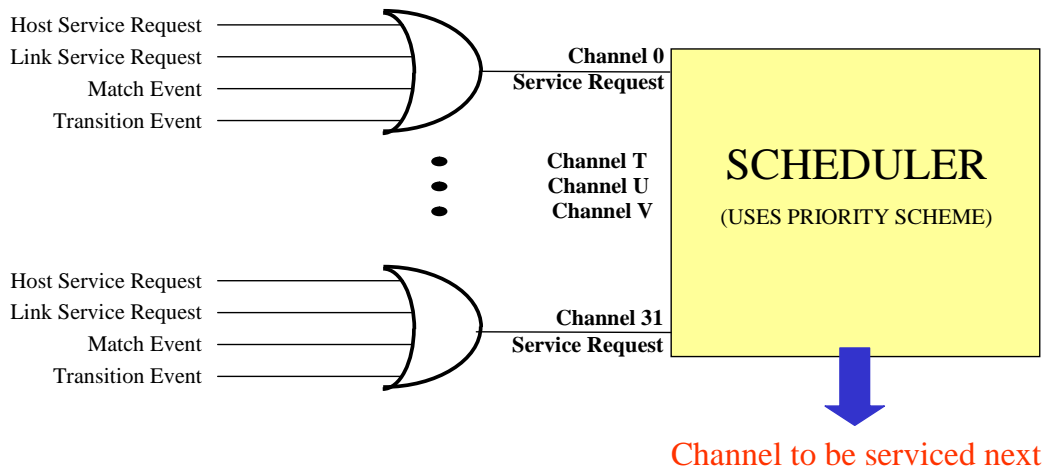 Host Service Request
Link Service Request
Match Event
Transition Event
Channel 0
Service Request
Channel T
Channel U
Channel V
Host Service Request
Link Service Request
Match Event
Transition Event
Channel 31
Service Request
SCHEDULER
(USES PRIORITY SCHEME)
Channel to be serviced next